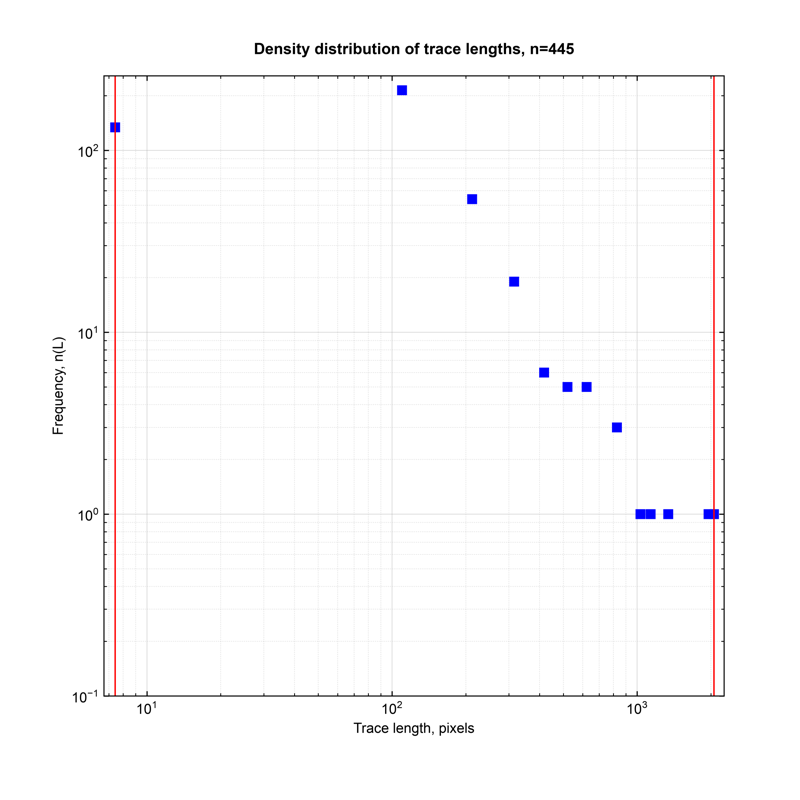 Density distribution of trace lengths, n=445
Frequency, n(L)
10²
10¹
10⁰
10⁻¹
10¹ 10² 10³
Trace length, pixels